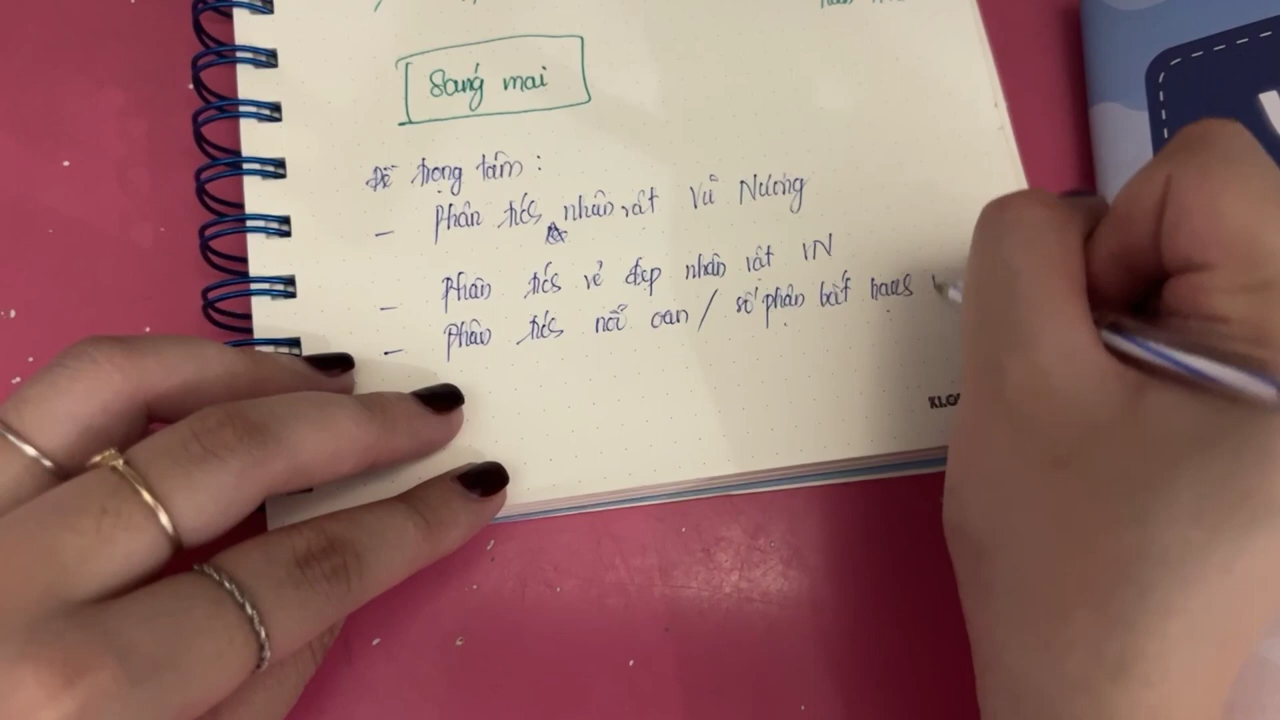 Sáng mai
Đề trọng tâm :
- Phân tích nhân vật Vũ Nương
- Phân tích vẻ đẹp nhân vật VN
- Phân tích nỗi oan / số phận bất hạnh